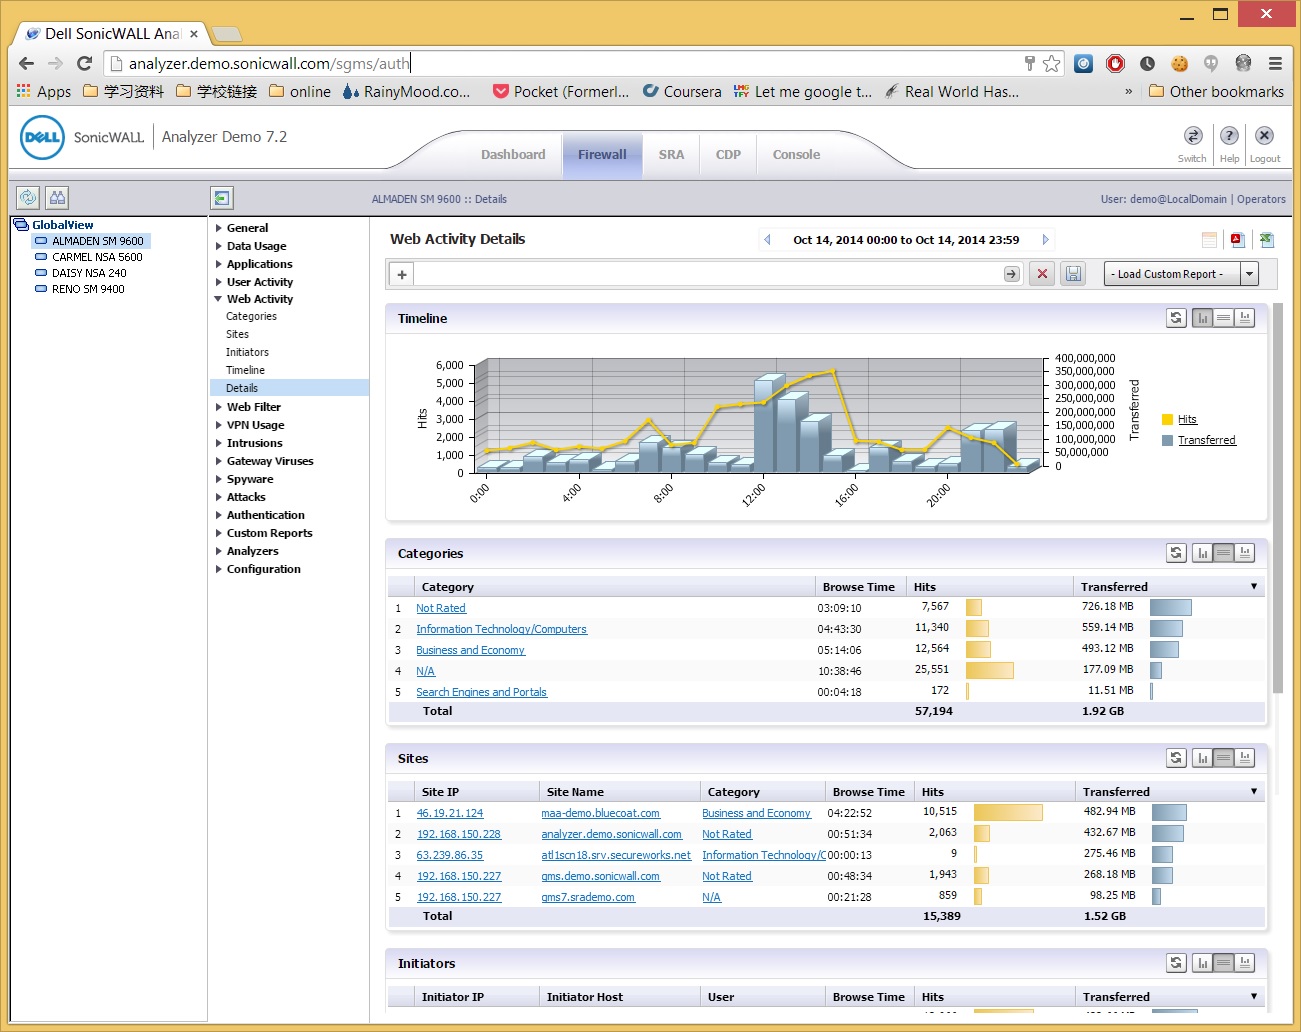 Dell SonicWALL Anal
analyzer.demo.sonicwall.com/sgms/auth
Apps 学习资料 学校链接 online RainyMood.co... Pocket (Formerl... Coursera LMG TFY Let me google t... Real World Has... » Other bookmarks
DELL SonicWALL Analyzer Demo 7.2
Dashboard Firewall SRA CDP Console
Switch Help Logout
ALMADEN SM 9600 :: Details
User: demo@LocalDomain | Operators
GlobalView
ALMADEN SM 9600
CARMEL NSA 5600
DAISY NSA 240
RENO SM 9400
General
Data Usage
Applications
User Activity
Web Activity
Categories
Sites
Initiators
Timeline
Details
Web Filter
VPN Usage
Intrusions
Gateway Viruses
Spyware
Attacks
Authentication
Custom Reports
Analyzers
Configuration
Web Activity Details
Oct 14, 2014 00:00 to Oct 14, 2014 23:59
- Load Custom Report -
Timeline
Hits
6,000
5,000
4,000
3,000
2,000
1,000
0
0:00 4:00 8:00 12:00 16:00 20:00
400,000,000
350,000,000
300,000,000
250,000,000
200,000,000
150,000,000
100,000,000
50,000,000
0
Transferred
Hits
Transferred
Categories
Category Browse Time Hits Transferred
1 Not Rated 03:09:10 7,567 726.18 MB
2 Information Technology/Computers 04:43:30 11,340 559.14 MB
3 Business and Economy 05:14:06 12,564 493.12 MB
4 N/A 10:38:46 25,551 177.09 MB
5 Search Engines and Portals 00:04:18 172 11.51 MB
Total 57,194 1.92 GB
Sites
Site IP Site Name Category Browse Time Hits Transferred
1 46.19.21.124 maa-demo.bluecoat.com Business and Economy 04:22:52 10,515 482.94 MB
2 192.168.150.228 analyzer.demo.sonicwall.com Not Rated 00:51:34 2,063 432.67 MB
3 63.239.86.35 atl1scn18.srv.secureworks.net Information Technology/C 00:00:13 9 275.46 MB
4 192.168.150.227 gms.demo.sonicwall.com Not Rated 00:48:34 1,943 268.18 MB
5 192.168.150.227 gms7.srademo.com N/A 00:21:28 859 98.25 MB
Total 15,389 1.52 GB
Initiators
Initiator IP Initiator Host User Browse Time Hits Transferred